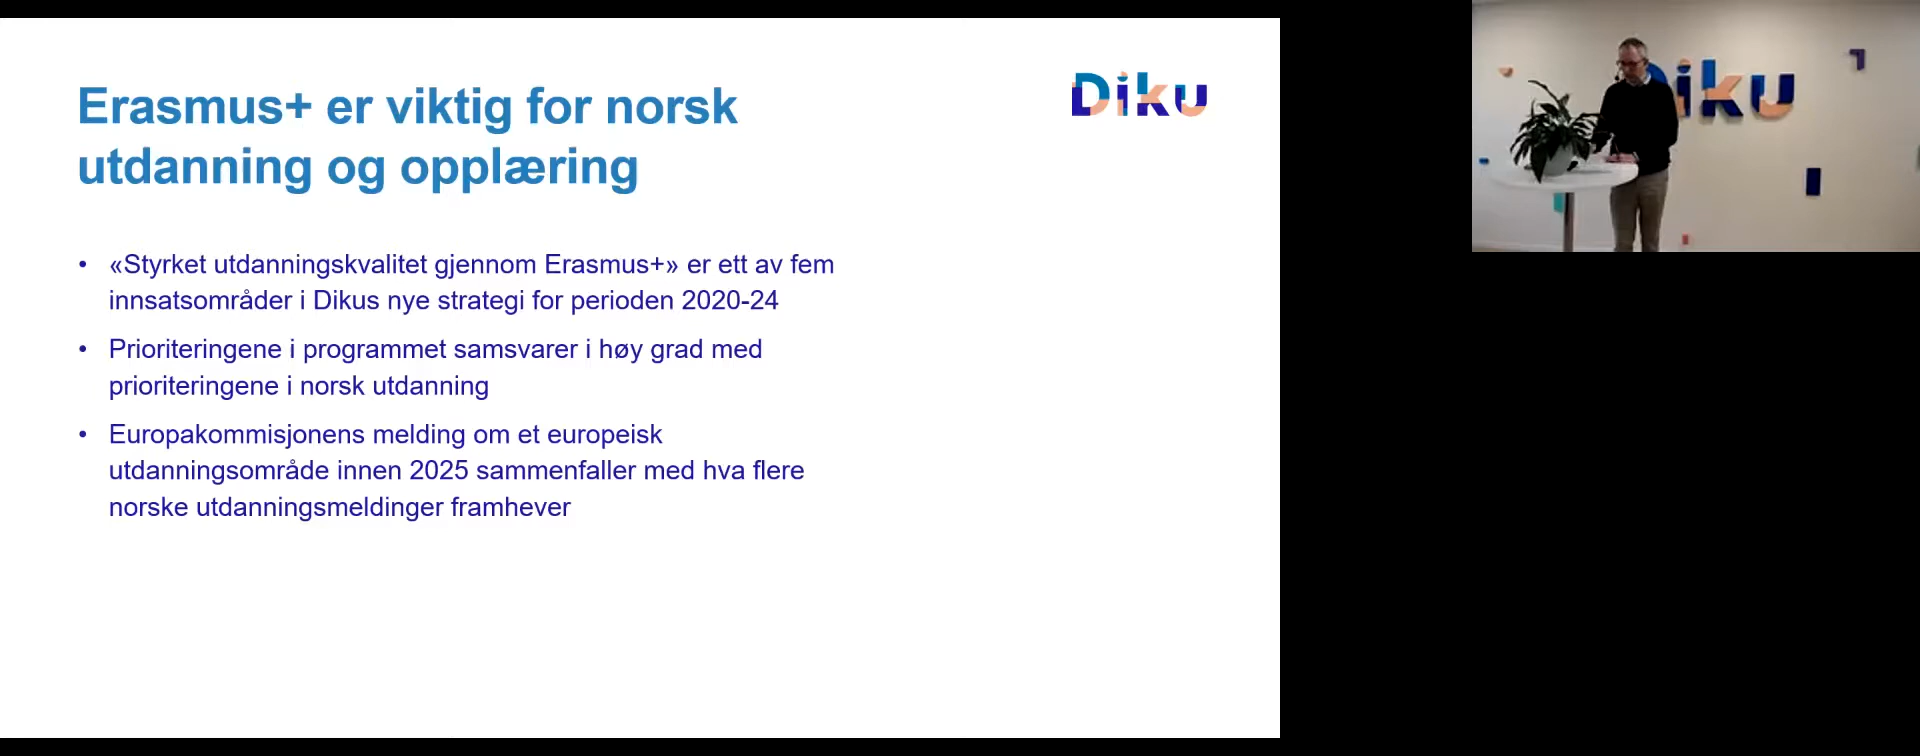 Erasmus+ er viktig for norsk
utdanning og opplæring
Diku
• «Styrket utdanningskvalitet gjennom Erasmus+» er ett av fem
innsatsområder i Dikus nye strategi for perioden 2020-24
• Prioriteringene i programmet samsvarer i høy grad med
prioriteringene i norsk utdanning
• Europakommisjonens melding om et europeisk
utdanningsområde innen 2025 sammenfaller med hva flere
norske utdanningsmeldinger framhever
Diku